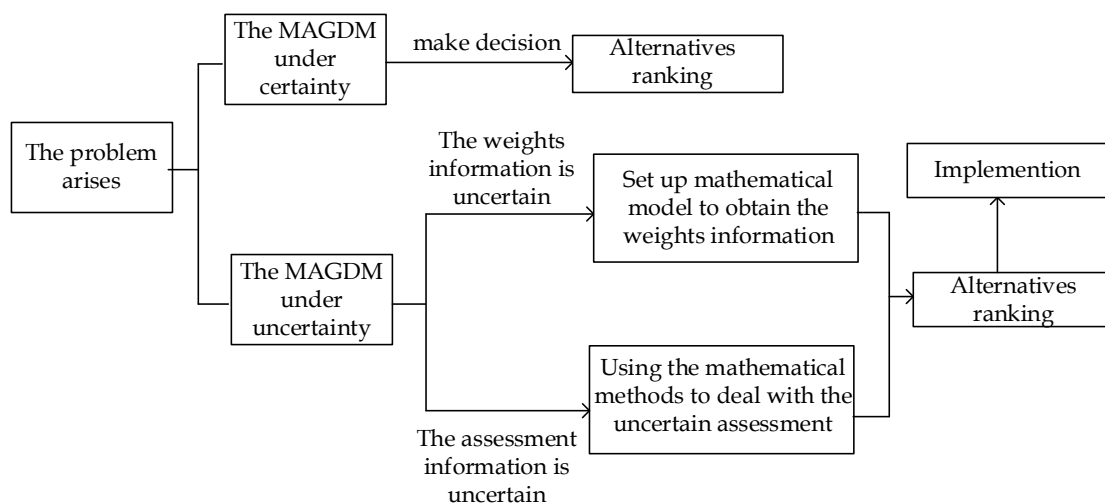 The MAGDM
under
certainty
make decision
Alternatives
ranking
The problem
arises
The weights
information is
uncertain
Set up mathematical
model to obtain the
weights information
Implemention
The MAGDM
under
uncertainty
Alternatives
ranking
Using the mathematical
methods to deal with the
uncertain assessment
The assessment
information is
uncertain